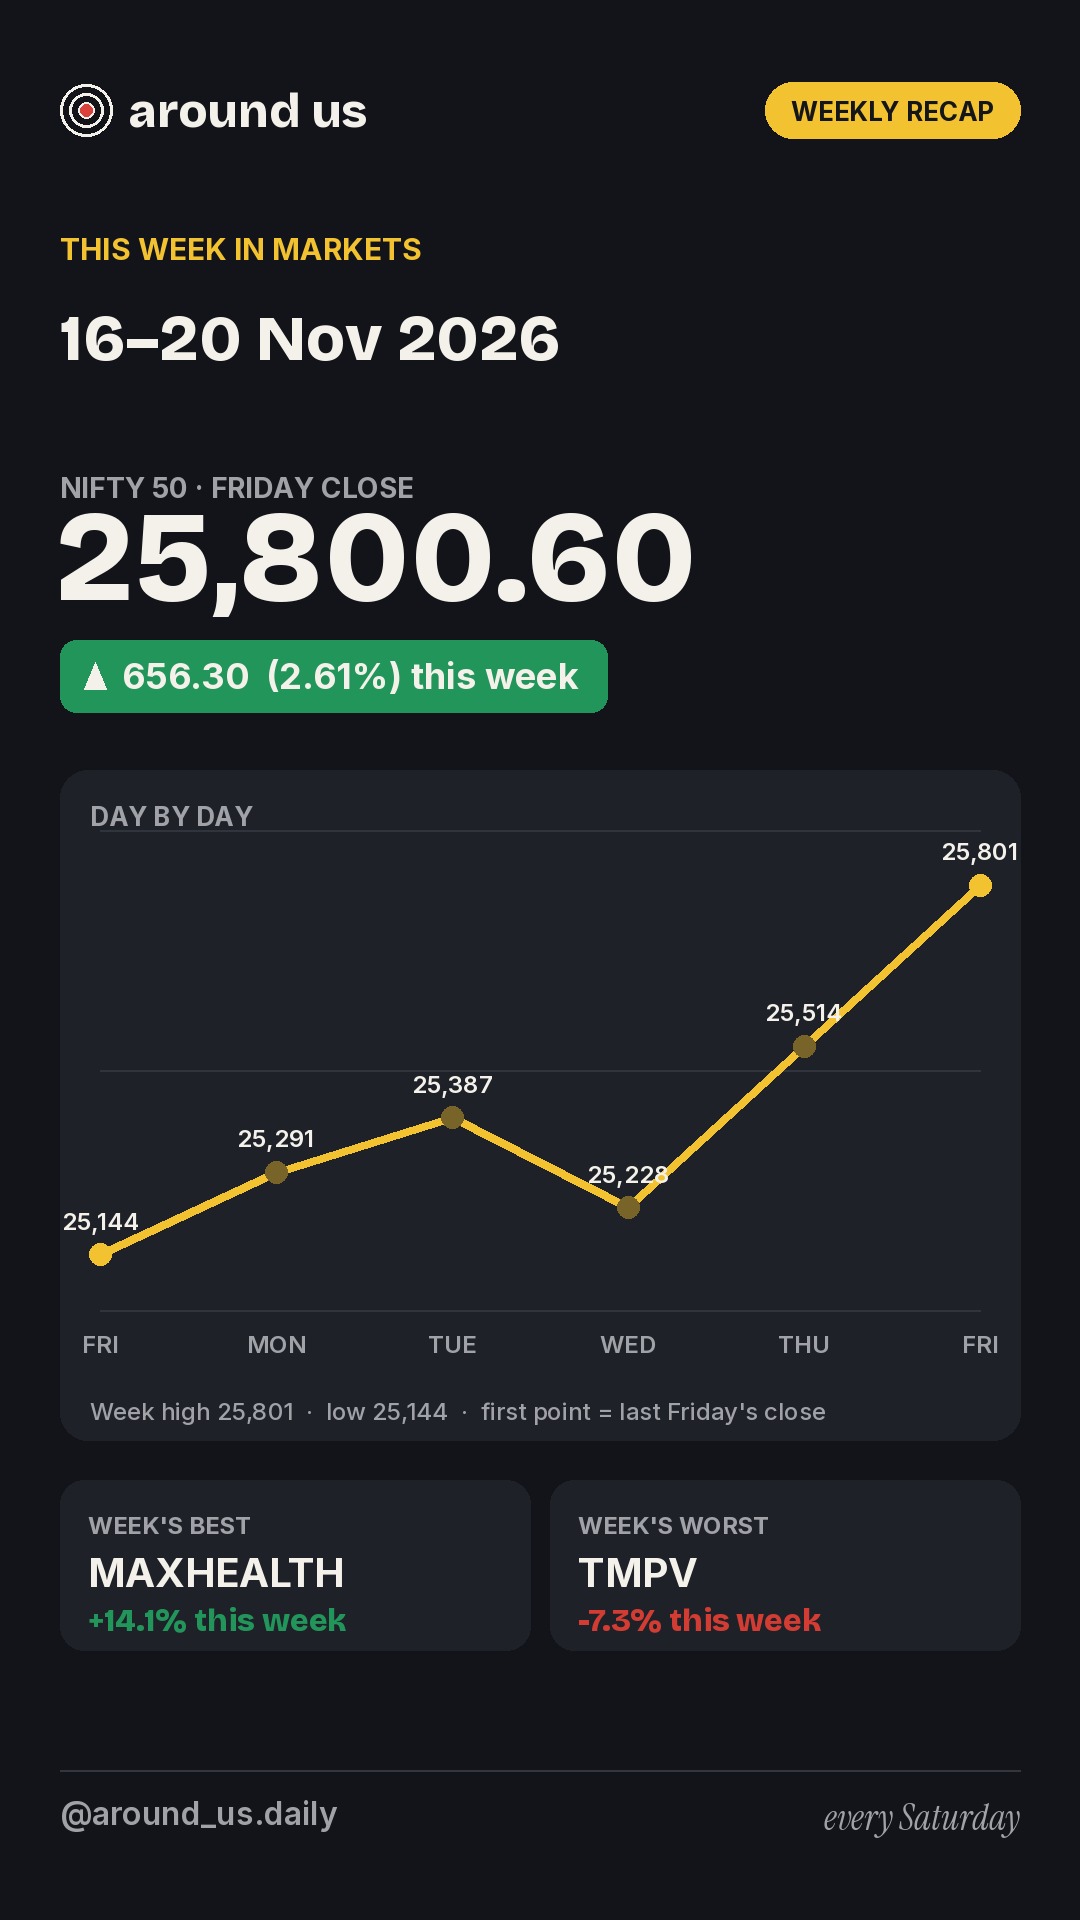 around us
WEEKLY RECAP
THIS WEEK IN MARKETS
16–20 Nov 2026
NIFTY 50 · FRIDAY CLOSE
25,800.60
▲ 656.30 (2.61%) this week
DAY BY DAY
25,801
25,514
25,387
25,291
25,228
25,144
FRI MON TUE WED THU FRI
Week high 25,801 · low 25,144 · first point = last Friday's close
WEEK'S BEST
MAXHEALTH
+14.1% this week
WEEK'S WORST
TMPV
-7.3% this week
@around_us.daily
every Saturday